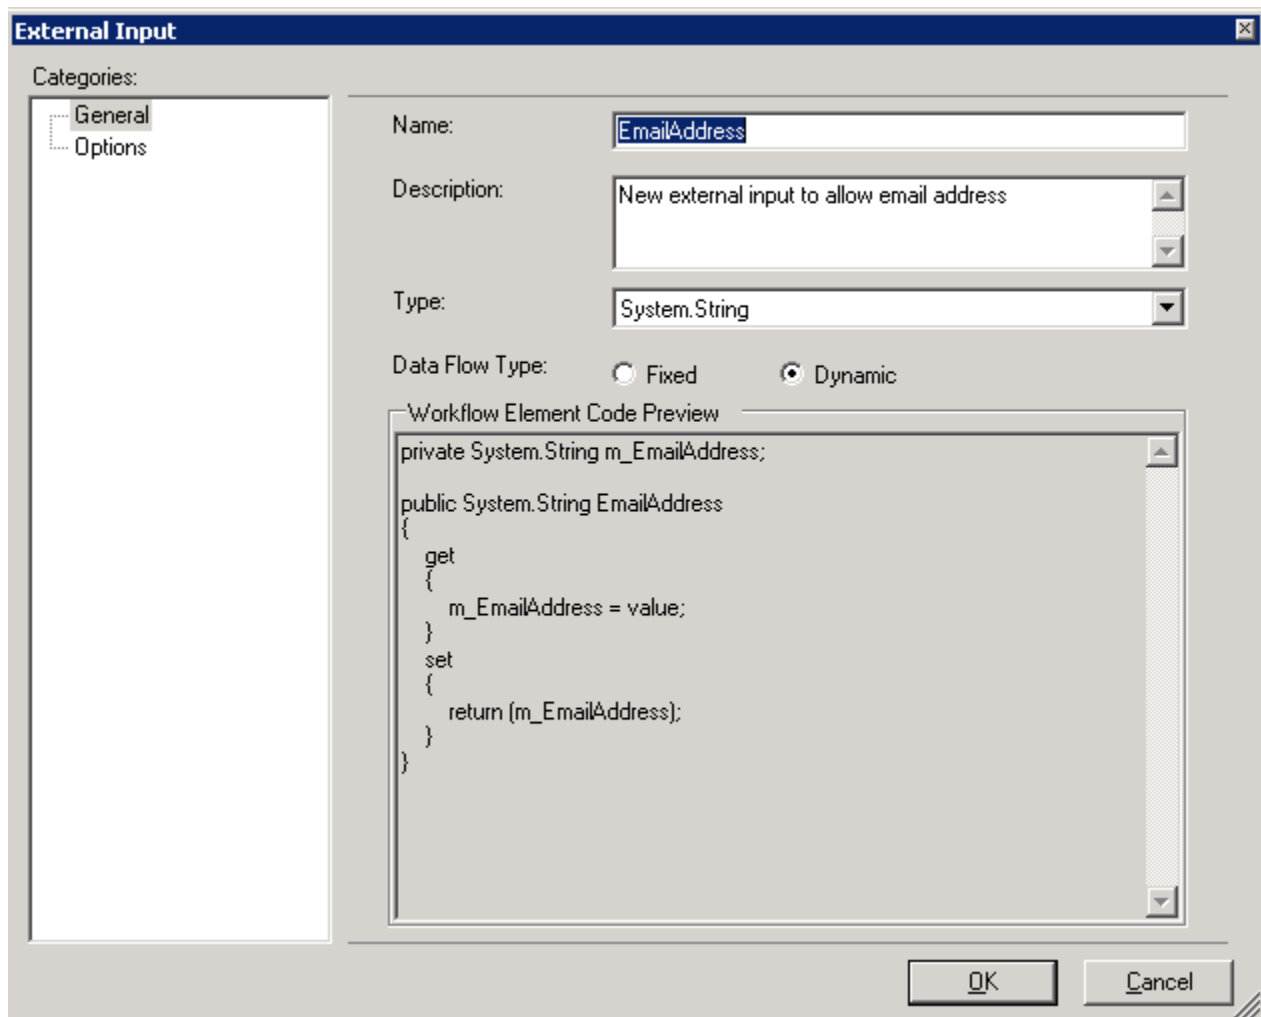 External Input
Categories:
General
Options
Name:
EmailAddress
Description:
New external input to allow email address
Type:
System.String
Data Flow Type:
Fixed
Dynamic
Workflow Element Code Preview
private System.String m_EmailAddress;
public System.String EmailAddress
{
get
{
m_EmailAddress = value;
}
set
{
return (m_EmailAddress);
}
}
OK
Cancel